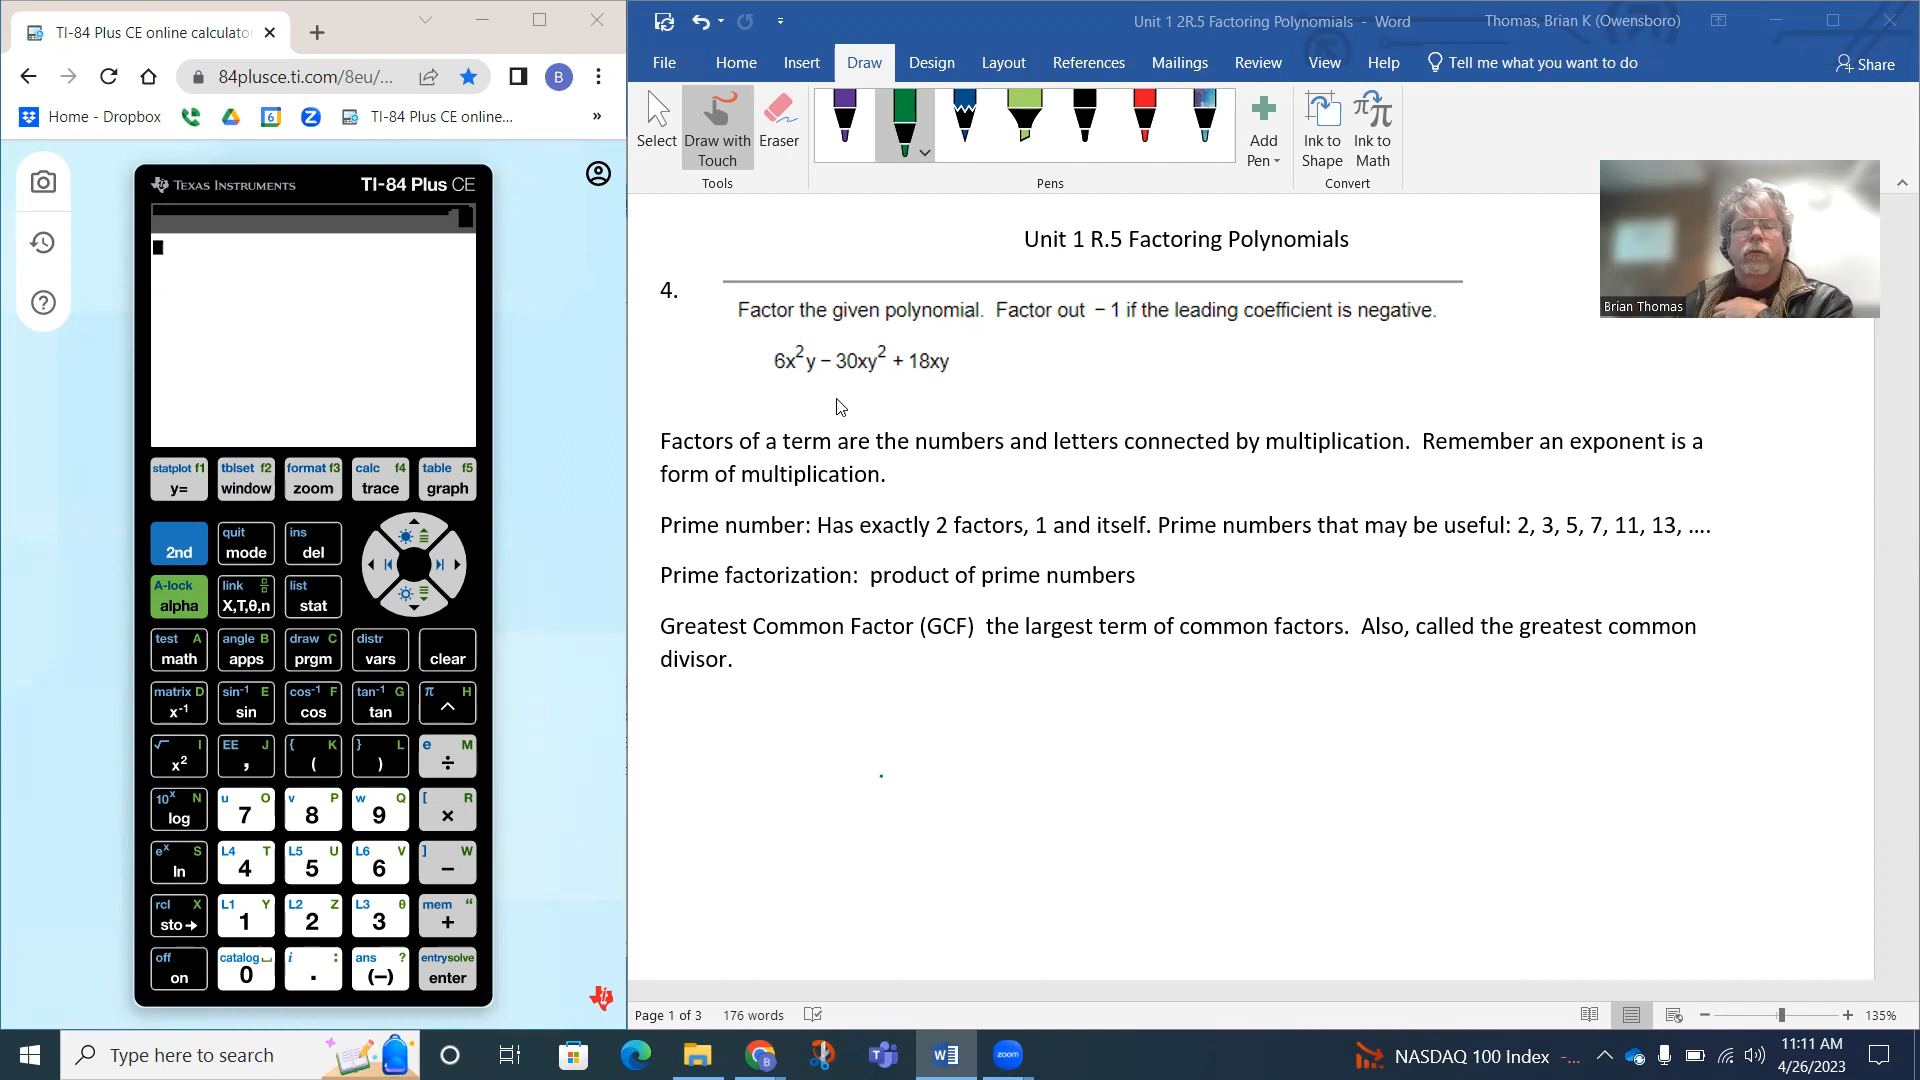 TI-84 Plus CE online calculato
84plusce.ti.com/8eu/...
B
Home - Dropbox
6
Z
TI-84 Plus CE online...
»
TEXAS INSTRUMENTS
TI-84 Plus CE
statplot f1 tblset f2 format f3 calc f4 table f5
y= window zoom trace graph
quit ins
2nd mode del
A-lock link list
alpha X,T,θ,n stat
test A angle B draw C distr
math apps prgm vars clear
matrix D sin⁻¹ E cos⁻¹ F tan⁻¹ G π H
x⁻¹ sin cos tan ^
√ I EE J { K } L e M
x² , ( ) ÷
10ˣ N u O v P w Q [ R
log 7 8 9 ×
eˣ S L4 T L5 U L6 V ] W
ln 4 5 6 −
rcl X L1 Y L2 Z L3 θ mem “
sto→ 1 2 3 +
off catalog i : ans ? entry solve
on 0 . (−) enter
Unit 1 2R.5 Factoring Polynomials - Word
Thomas, Brian K (Owensboro)
File Home Insert Draw Design Layout References Mailings Review View Help Tell me what you want to do Share
Select Draw with Touch Eraser Add Pen Ink to Shape Ink to Math
Tools Pens Convert
Brian Thomas
Unit 1 R.5 Factoring Polynomials
4.
Factor the given polynomial. Factor out − 1 if the leading coefficient is negative.
6x²y − 30xy² + 18xy
Factors of a term are the numbers and letters connected by multiplication. Remember an exponent is a
form of multiplication.
Prime number: Has exactly 2 factors, 1 and itself. Prime numbers that may be useful: 2, 3, 5, 7, 11, 13, ....
Prime factorization: product of prime numbers
Greatest Common Factor (GCF) the largest term of common factors. Also, called the greatest common
divisor.
Page 1 of 3 176 words
135%
Type here to search
zoom
NASDAQ 100 Index -...
11:11 AM
4/26/2023